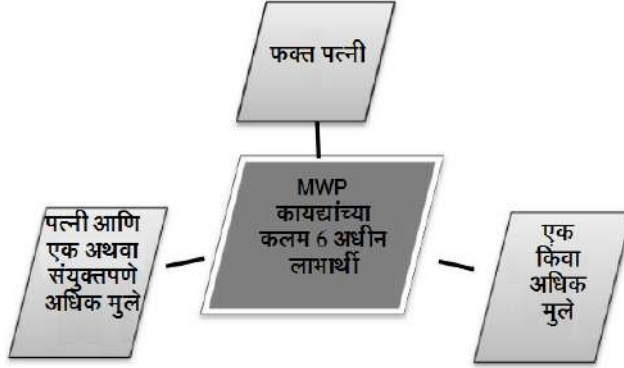 फक्त पत्नी
MWP
कायद्यांच्या
कलम 6 अधीन
लाभार्थी
पत्नी आणि
एक अथवा
संयुक्तपणे
अधिक मुले
एक
किंवा
अधिक
मुले